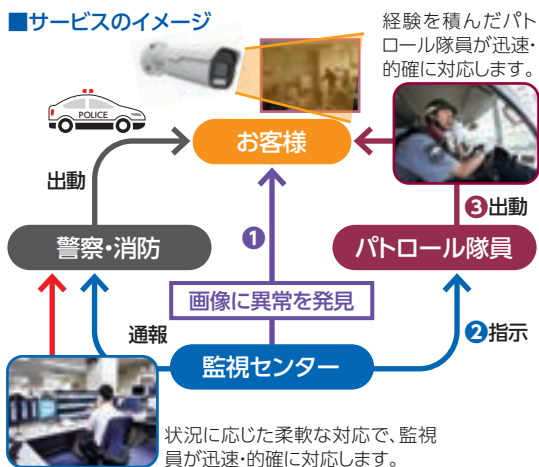 ■サービスのイメージ
経験を積んだパト
ロール隊員が迅速・
的確に対応します。
POLICE
お客様
出動
❸出動
警察・消防
❶
パトロール隊員
画像に異常を発見
通報
❷指示
監視センター
状況に応じた柔軟な対応で、監視
員が迅速・的確に対応します。